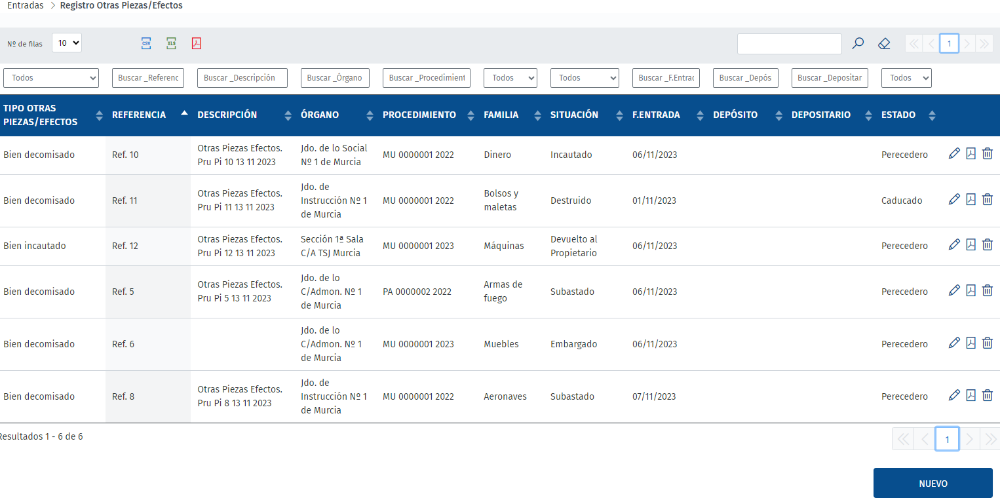 Entradas > Registro Otras Piezas/Efectos
Nº de filas 10 CSV XLS 1
Todos Buscar _Referenc Buscar _Descripción Buscar _Órgano Buscar _Procedimient Todos Todos Buscar _F.Entrac Buscar _Depós Buscar _Depositar Todos
TIPO OTRAS
PIEZAS/EFECTOS REFERENCIA DESCRIPCIÓN ÓRGANO PROCEDIMIENTO FAMILIA SITUACIÓN F.ENTRADA DEPÓSITO DEPOSITARIO ESTADO
Bien decomisado Ref. 10 Otras Piezas Efectos.
Pru Pi 10 13 11 2023 Jdo. de lo Social
Nº 1 de Murcia MU 0000001 2022 Dinero Incautado 06/11/2023 Perecedero
Bien decomisado Ref. 11 Otras Piezas Efectos.
Pru Pi 11 13 11 2023 Jdo. de
Instrucción Nº 1
de Murcia MU 0000001 2022 Bolsos y
maletas Destruido 01/11/2023 Caducado
Bien incautado Ref. 12 Otras Piezas Efectos.
Pru Pi 12 13 11 2023 Sección 1ª Sala
C/A TSJ Murcia MU 0000001 2023 Máquinas Devuelto al
Propietario 06/11/2023 Perecedero
Bien decomisado Ref. 5 Otras Piezas Efectos.
Pru Pi 5 13 11 2023 Jdo. de lo
C/Admon. Nº 1
de Murcia PA 0000002 2022 Armas de
fuego Subastado 06/11/2023 Perecedero
Bien decomisado Ref. 6 Jdo. de lo
C/Admon. Nº 1
de Murcia MU 0000001 2023 Muebles Embargado 06/11/2023 Perecedero
Bien decomisado Ref. 8 Otras Piezas Efectos.
Pru Pi 8 13 11 2023 Jdo. de
Instrucción Nº 1
de Murcia MU 0000001 2022 Aeronaves Subastado 07/11/2023 Perecedero
Resultados 1 - 6 de 6 1
NUEVO